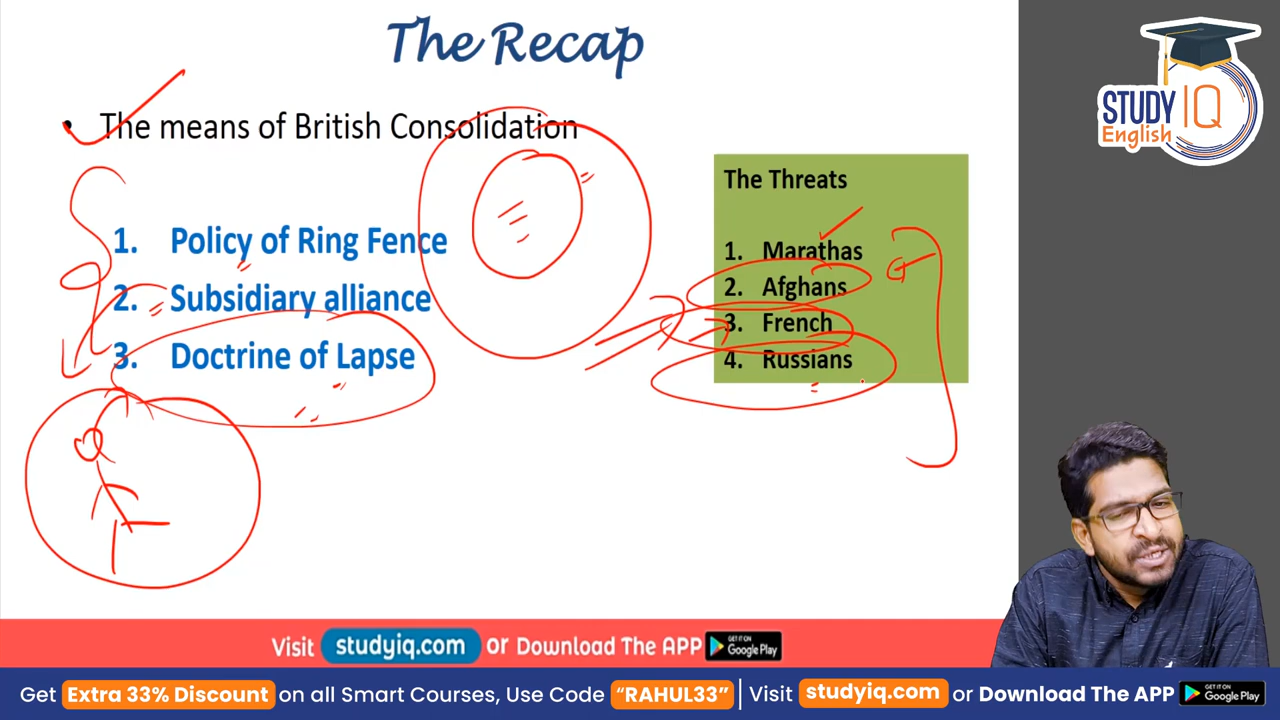 The Recap
STUDY IQ
English
• The means of British Consolidation
1. Policy of Ring Fence
2. Subsidiary alliance
3. Doctrine of Lapse
The Threats
1. Marathas
2. Afghans
3. French
4. Russians
Visit studyiq.com or Download The APP GET IT ON Google Play
Get Extra 33% Discount on all Smart Courses, Use Code “RAHUL33” | Visit studyiq.com or Download The APP GET IT ON Google Play